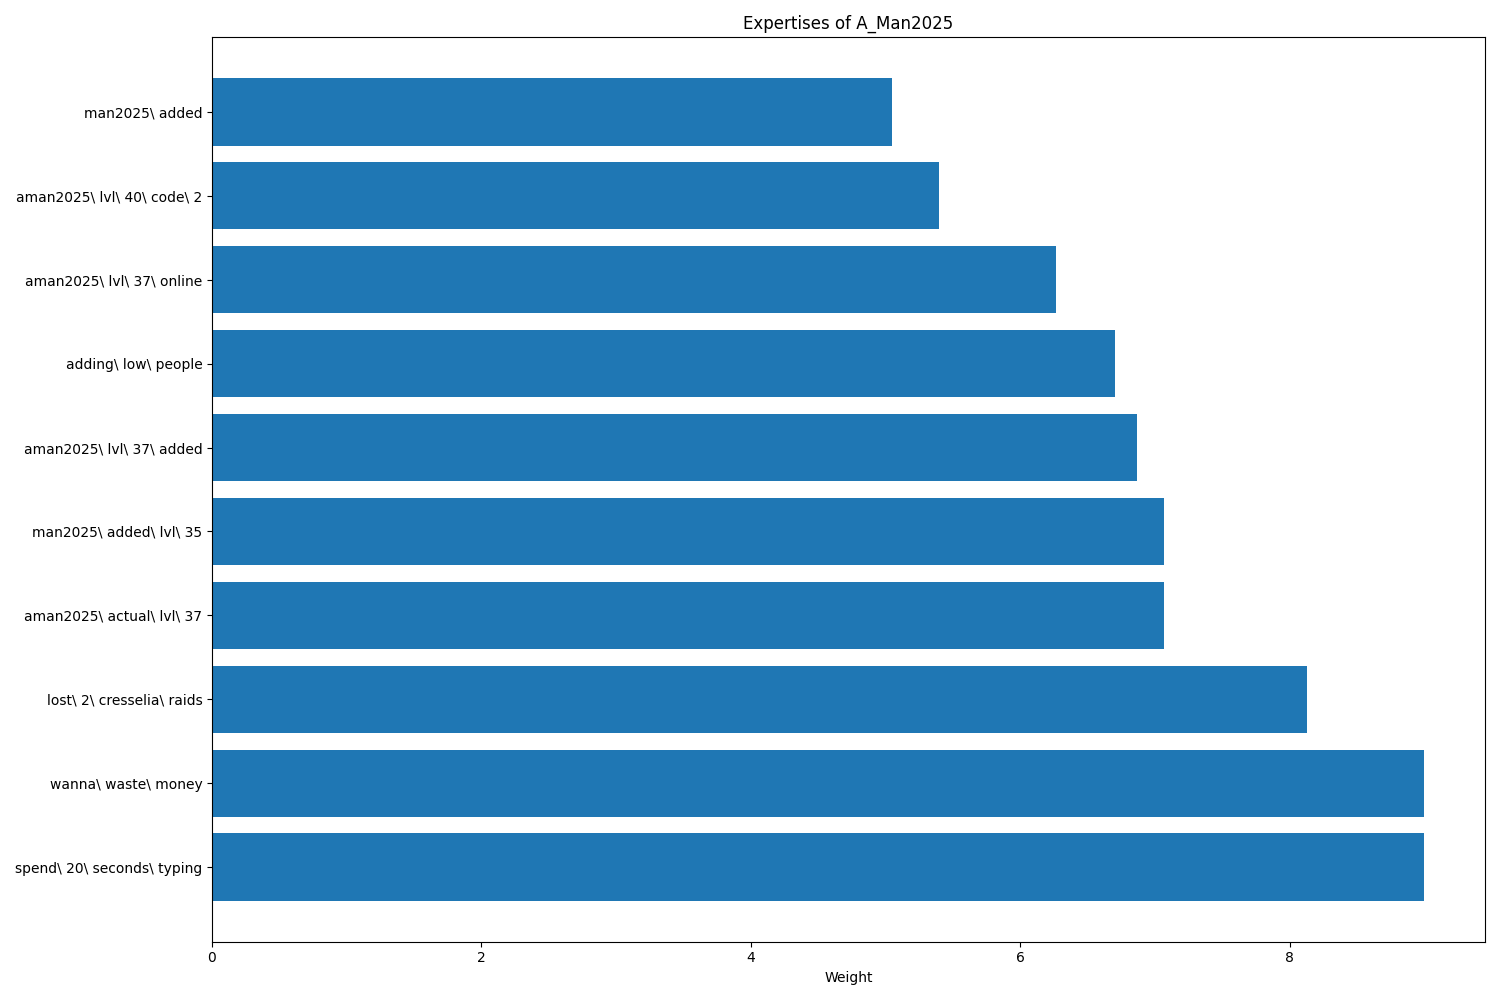 Expertises of A_Man2025
man2025\ added
aman2025\ lvl\ 40\ code\ 2
aman2025\ lvl\ 37\ online
adding\ low\ people
aman2025\ lvl\ 37\ added
man2025\ added\ lvl\ 35
aman2025\ actual\ lvl\ 37
lost\ 2\ cresselia\ raids
wanna\ waste\ money
spend\ 20\ seconds\ typing
0 2 4 6 8
Weight